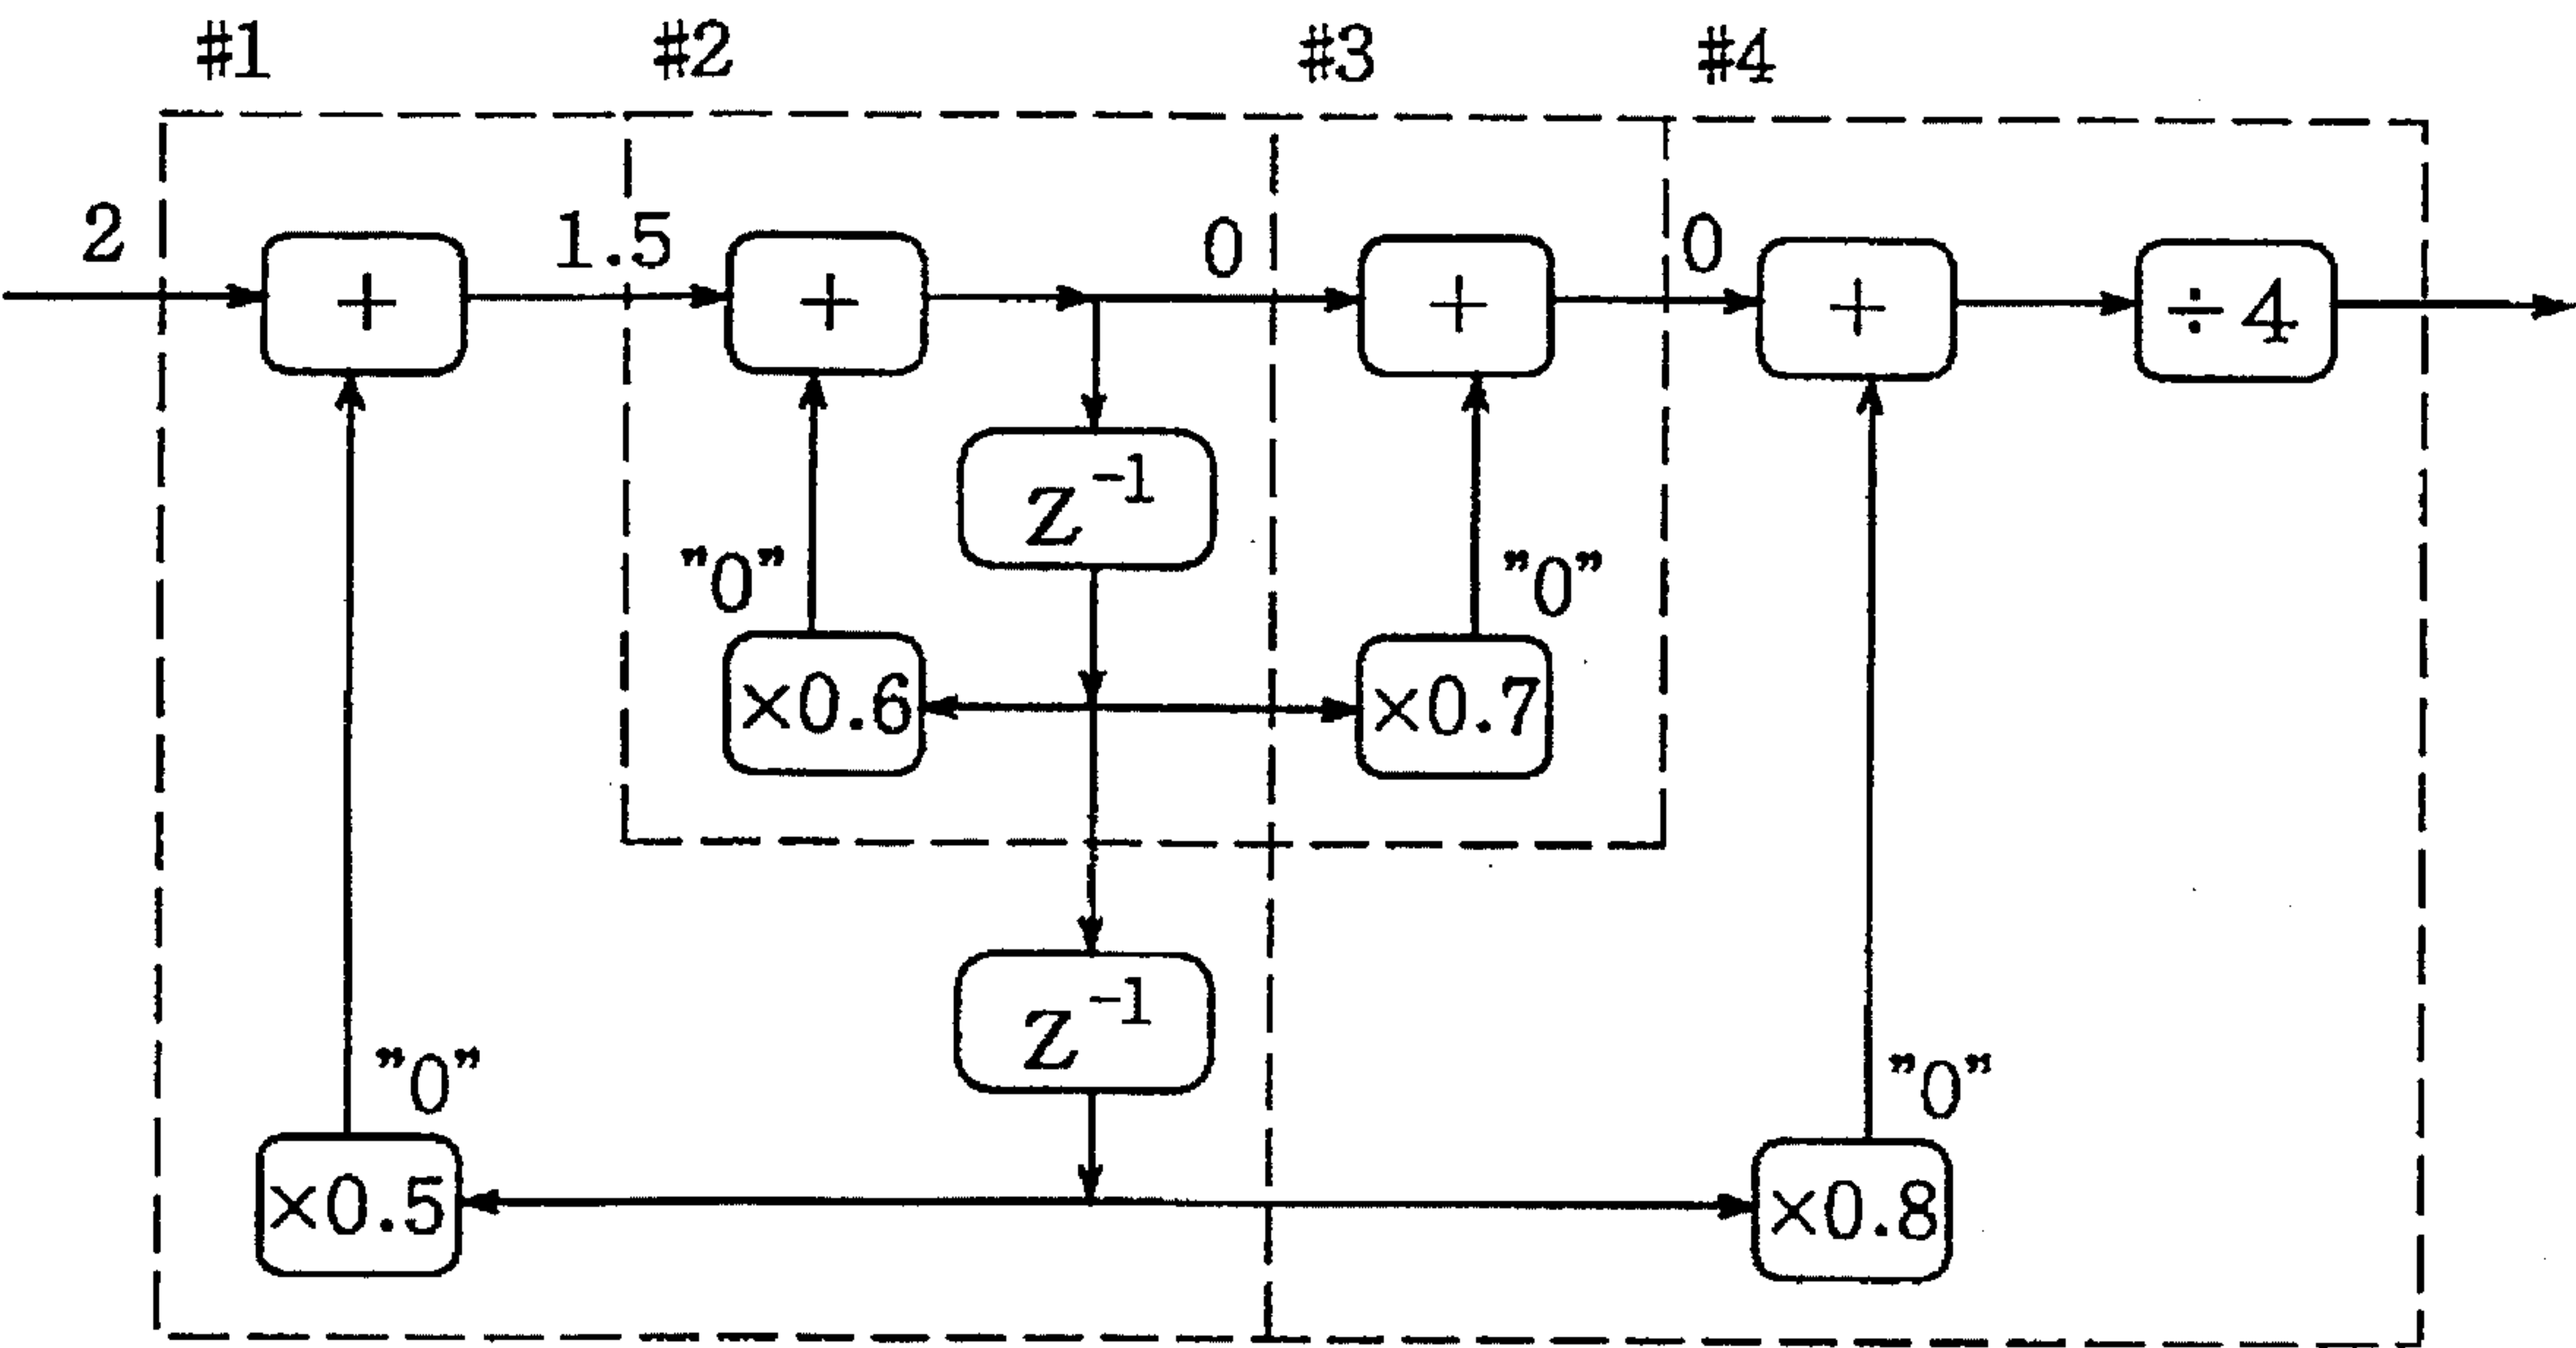 #1 #2 #3 #4
2 1.5 0 0
+ + + + ÷4
z⁻¹
"0" "0"
×0.6 ×0.7
z⁻¹
"0" "0"
×0.5 ×0.8